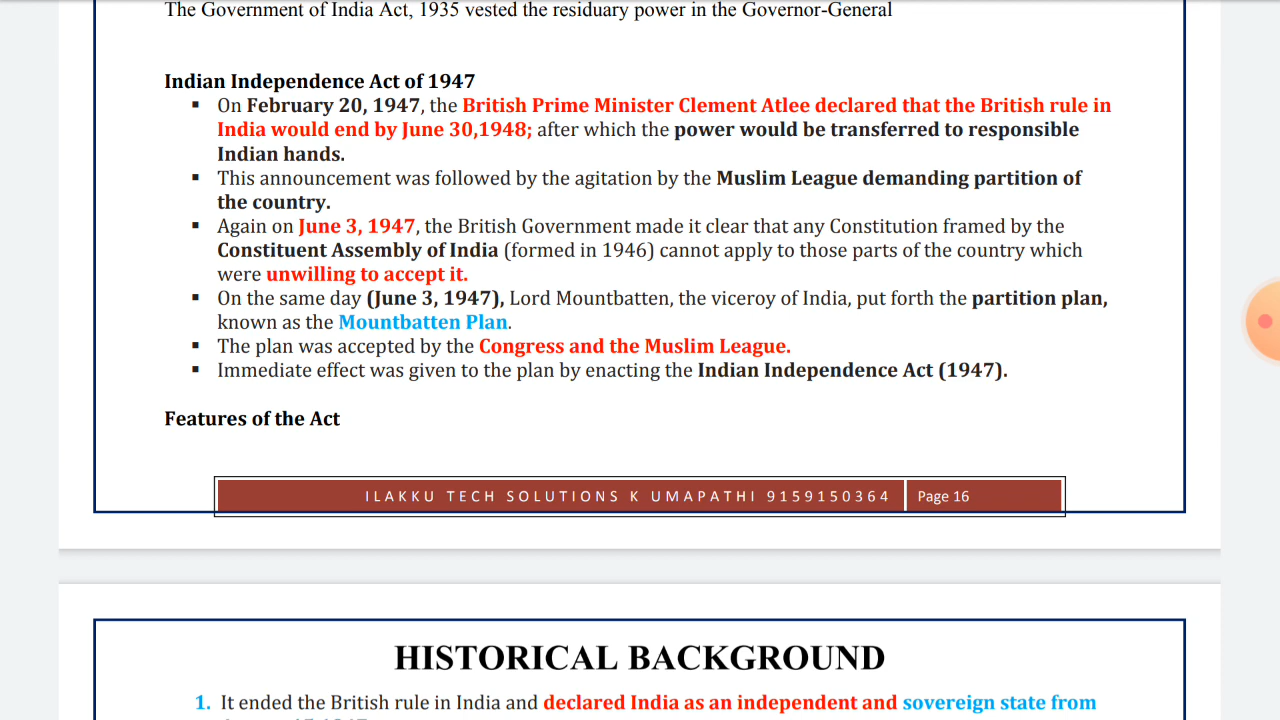 The Government of India Act, 1935 vested the residuary power in the Governor-General
Indian Independence Act of 1947
▪ On February 20, 1947, the British Prime Minister Clement Atlee declared that the British rule in
India would end by June 30,1948; after which the power would be transferred to responsible
Indian hands.
▪ This announcement was followed by the agitation by the Muslim League demanding partition of
the country.
▪ Again on June 3, 1947, the British Government made it clear that any Constitution framed by the
Constituent Assembly of India (formed in 1946) cannot apply to those parts of the country which
were unwilling to accept it.
▪ On the same day (June 3, 1947), Lord Mountbatten, the viceroy of India, put forth the partition plan,
known as the Mountbatten Plan.
▪ The plan was accepted by the Congress and the Muslim League.
▪ Immediate effect was given to the plan by enacting the Indian Independence Act (1947).
Features of the Act
ILAKKU TECH SOLUTIONS K UMAPATHI 9159150364 Page 16
HISTORICAL BACKGROUND
1. It ended the British rule in India and declared India as an independent and sovereign state from